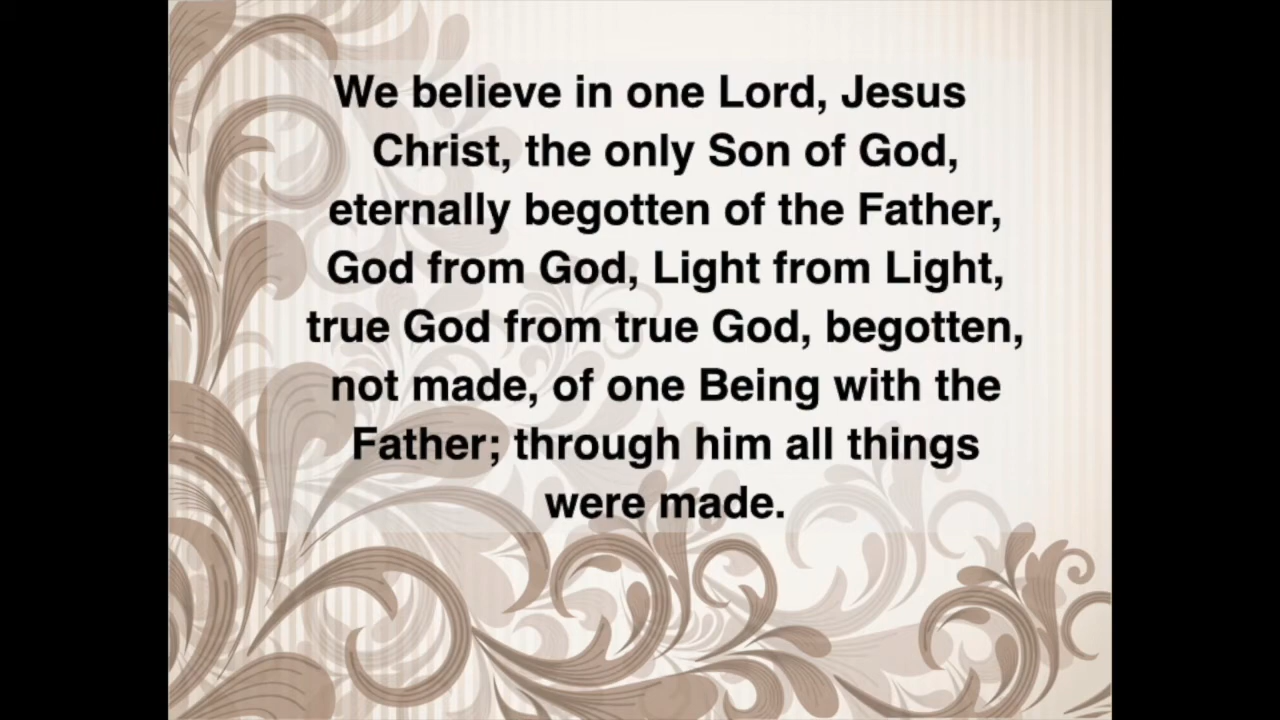 We believe in one Lord, Jesus
Christ, the only Son of God,
eternally begotten of the Father,
God from God, Light from Light,
true God from true God, begotten,
not made, of one Being with the
Father; through him all things
were made.